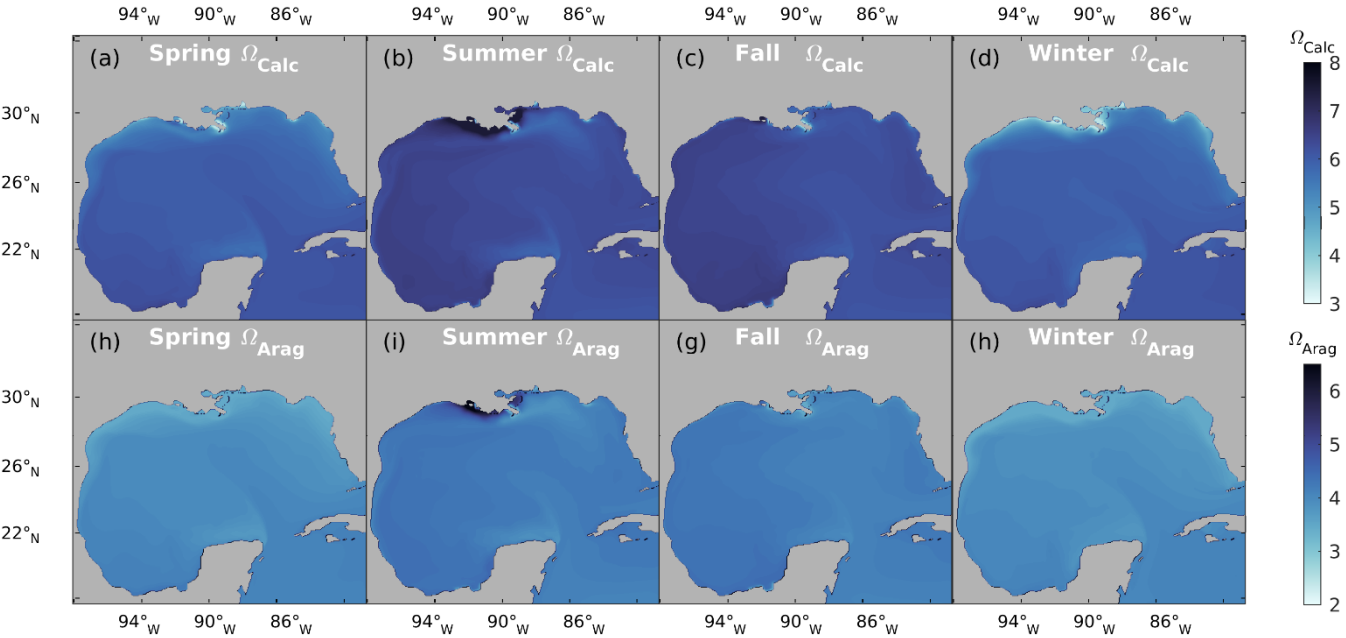 94°W 90°W 86°W 94°W 90°W 86°W 94°W 90°W 86°W 94°W 90°W 86°W
(a) Spring ΩCalc
(b) Summer ΩCalc
(c) Fall ΩCalc
(d) Winter ΩCalc
30°N
26°N
22°N
ΩCalc
8
7
6
5
4
3
(h) Spring ΩArag
(i) Summer ΩArag
(g) Fall ΩArag
(h) Winter ΩArag
30°N
26°N
22°N
ΩArag
6
5
4
3
2
94°W 90°W 86°W 94°W 90°W 86°W 94°W 90°W 86°W 94°W 90°W 86°W